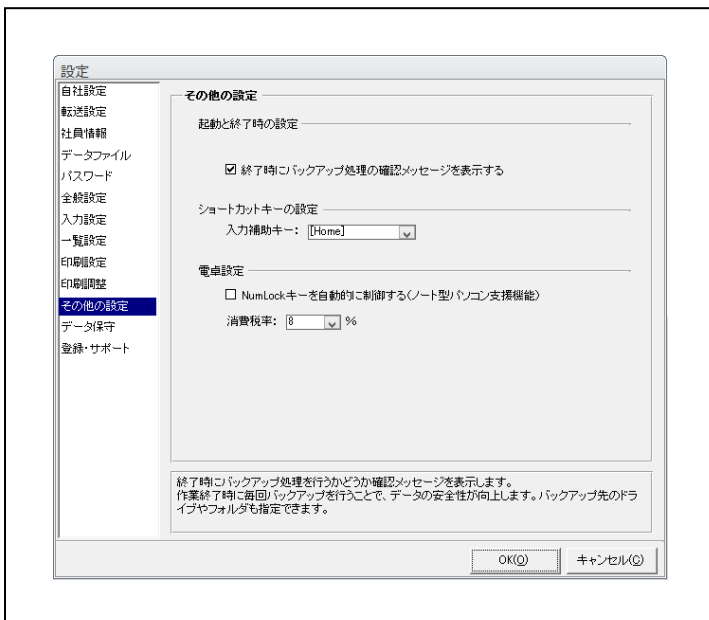 設定
自社設定
転送設定
社員情報
データファイル
パスワード
全般設定
入力設定
一覧設定
印刷設定
印刷調整
その他の設定
データ保守
登録・サポート
その他の設定
起動と終了時の設定
終了時にバックアップ処理の確認メッセージを表示する
ショートカットキーの設定
入力補助キー: [Home]
電卓設定
NumLockキーを自動的に制御する(ノート型パソコン支援機能)
消費税率: 8 %
終了時にバックアップ処理を行うかどうか確認メッセージを表示します。
作業終了時に毎回バックアップを行うことで、データの安全性が向上します。バックアップ先のドラ
イブやフォルダも指定できます。
OK(O) キャンセル(C)